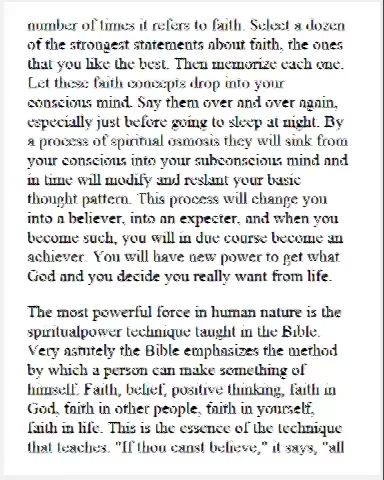 number of times it refers to faith. Select a dozen
of the strongest statements about faith, the ones
that you like the best. Then memorize each one.
Let these faith concepts drop into your
conscious mind. Say them over and over again,
especially just before going to sleep at night. By
a process of spiritual osmosis they will sink from
your conscious into your subconscious mind and
in time will modify and reslant your basic
thought pattern. This process will change you
into a believer, into an expecter, and when you
become such, you will in due course become an
achiever. You will have new power to get what
God and you decide you really want from life.
The most powerful force in human nature is the
spiritualpower technique taught in the Bible.
Very astutely the Bible emphasizes the method
by which a person can make something of
himself. Faith, belief, positive thinking, faith in
God, faith in other people, faith in yourself,
faith in life. This is the essence of the technique
that teaches. "If thou canst believe," it says, "all